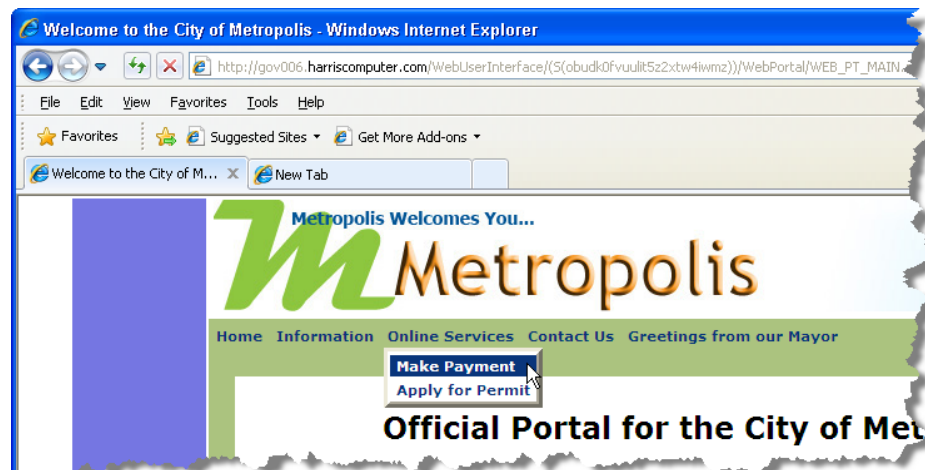 Welcome to the City of Metropolis - Windows Internet Explorer
http://gov006.harriscomputer.com/WebUserInterface/(S(obudk0fvuulit5z2xtw4iwmz))/WebPortal/WEB_PT_MAIN.
File Edit View Favorites Tools Help
Favorites Suggested Sites Get More Add-ons
Welcome to the City of M... New Tab
Metropolis Welcomes You...
Metropolis
Home Information Online Services Contact Us Greetings from our Mayor
Make Payment
Apply for Permit
Official Portal for the City of Met